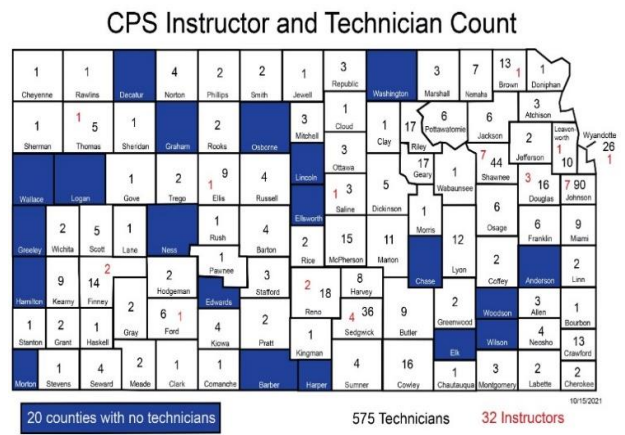 CPS Instructor and Technician Count
1 1 4 2 2 1 3 3 7 13 1 1
Cheyenne Rawlins Decatur Norton Phillips Smith Jewell Republic Washington Marshall Nemaha Brown Doniphan
1 1 5 1 2 3 1 1 17 6 6 3 2 1 10 Wyandotte 26 1
Sherman Thomas Sheridan Graham Rooks Osborne Mitchell Cloud Clay Riley Pottawatomie Jackson Atchison Jefferson Leavenworth
1 2 1 9 4 3 1 3 5 17 1 7 44 3 16 7 90
Wallace Logan Gove Trego Ellis Russell Lincoln Ottawa Saline Dickinson Geary Wabaunsee Shawnee Douglas Johnson
2 5 1 1 4 2 15 11 1 12 6 6 9
Greeley Wichita Scott Lane Ness Rush Barton Ellsworth Rice McPherson Marion Morris Lyon Osage Franklin Miami
9 14 2 2 1 3 8 2 2
Hamilton Kearny Finney Hodgeman Pawnee Stafford Harvey Chase Coffey Anderson Linn
1 2 1 2 6 1 4 2 2 18 4 36 9 2 3 1
Stanton Grant Haskell Gray Ford Edwards Kiowa Pratt Reno Sedgwick Butler Greenwood Woodson Allen Bourbon
1 4 2 1 1 1 4 16 1 3 4 13 2 2
Morton Stevens Seward Meade Clark Comanche Barber Kingman Harper Sumner Cowley Elk Chautauqua Wilson Montgomery Neosho Crawford Labette Cherokee
10/15/2021
20 counties with no technicians 575 Technicians 32 Instructors